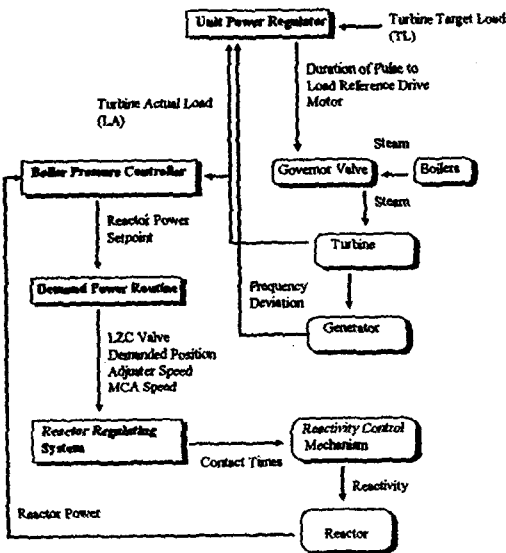 Unit Power Regulator
Turbine Target Load
(TL)
Duration of Pulse to
Load Reference Drive
Motor
Turbine Actual Load
(LA)
Steam
Boiler Pressure Controller
Governor Valve
Boilers
Steam
Reactor Power
Setpoint
Turbine
Demand Power Routine
Frequency
Deviation
Generator
LZC Valve
Demanded Position
Adjuster Speed
MCA Speed
Reactor Regulating
System
Reactivity Control
Mechanism
Contact Times
Reactivity
Reactor Power
Reactor